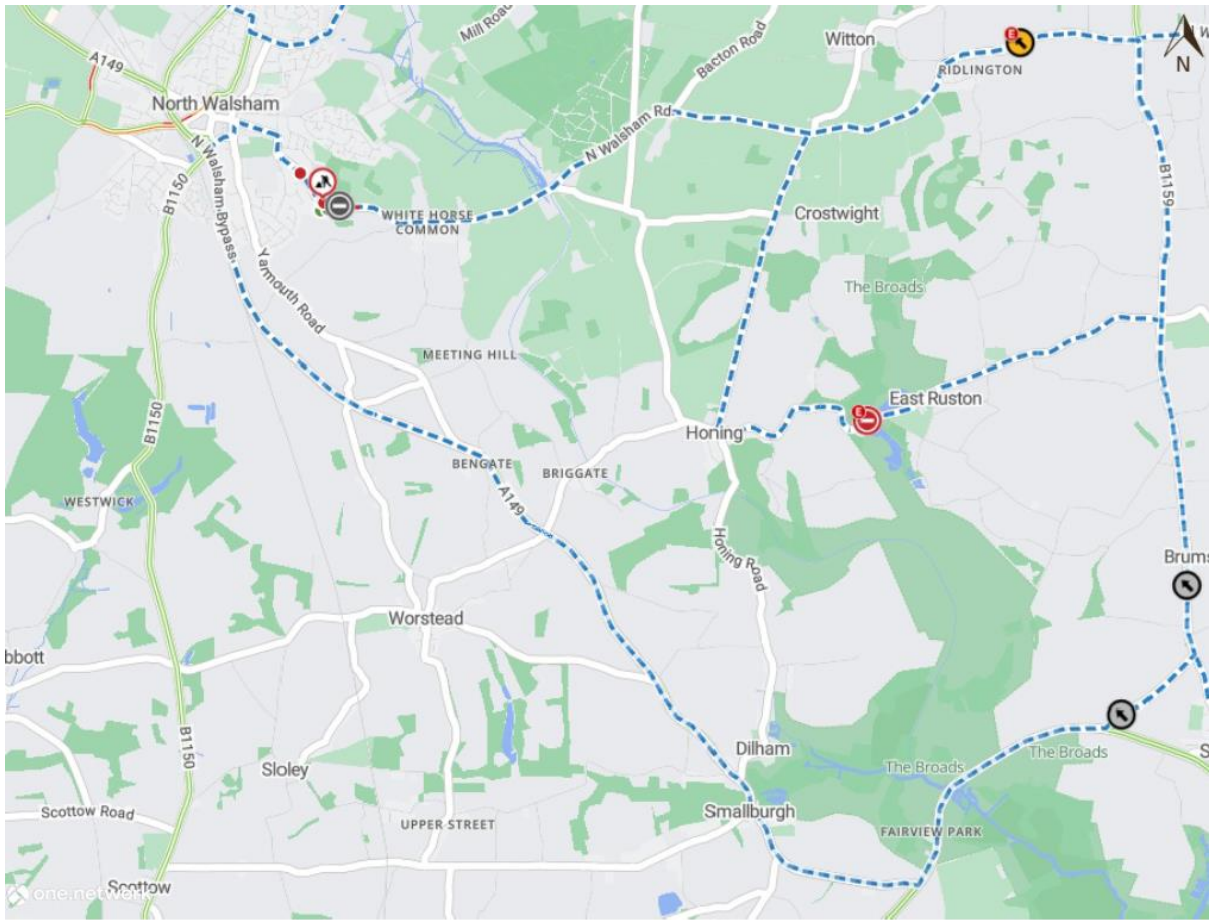 Mill Road
Bacton Road
Witton
A149
E
RIDLINGTON
N
North Walsham
N Walsham Rd
N Walsham Bypass
B1150
B1159
WHITE HORSE
COMMON
Crostwight
Yarmouth Road
The Broads
MEETING HILL
B1150
E
East Ruston
Honing
BENGATE
BRIGGATE
WESTWICK
A149
Honing Road
Brums
Worstead
bbott
B1150
Dilham
The Broads
Sloley
The Broads
S
Scottow Road
Smallburgh
UPPER STREET
FAIRVIEW PARK
one.network
Scottow